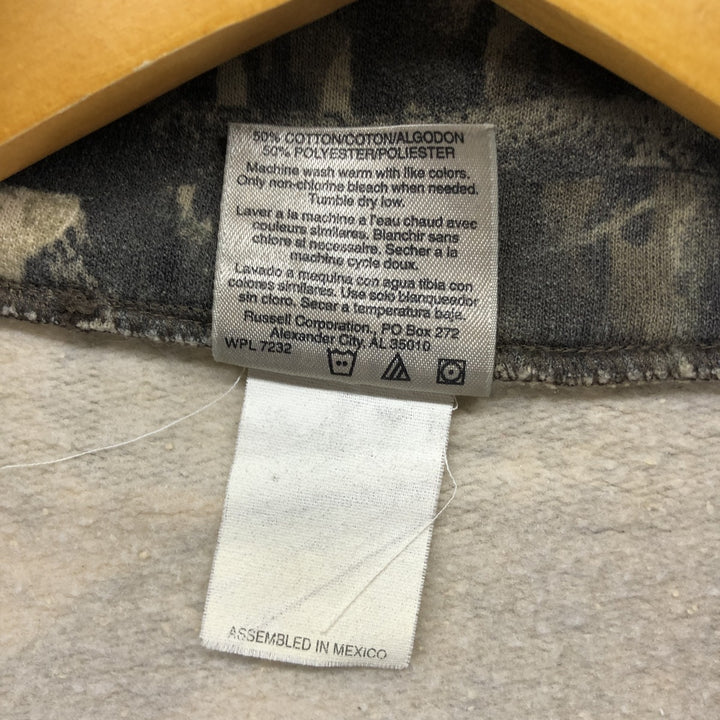 50% COTTON/COTON/ALGODON
50% POLYESTER/POLIESTER
Machine wash warm with like colors.
Only non-chlorine bleach when needed.
Tumble dry low.
Laver a la machine a l'eau chaud avec
couleurs similares. Blanchir sans
chlore si necessaire. Secher a la
machine cycle doux.
Lavado a maquina con agua tibia con
colores similares. Use solo blanqueador
sin cloro. Secar a temperatura baja.
Russell Corporation, PO Box 272
Alexander City, AL 35010
WPL 7232
ASSEMBLED IN MEXICO